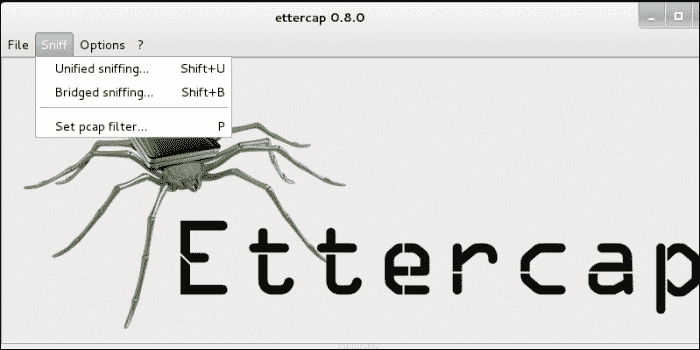 ettercap 0.8.0
File Sniff Options ?
Unified sniffing... Shift+U
Bridged sniffing... Shift+B
Set pcap filter... P
Ettercap